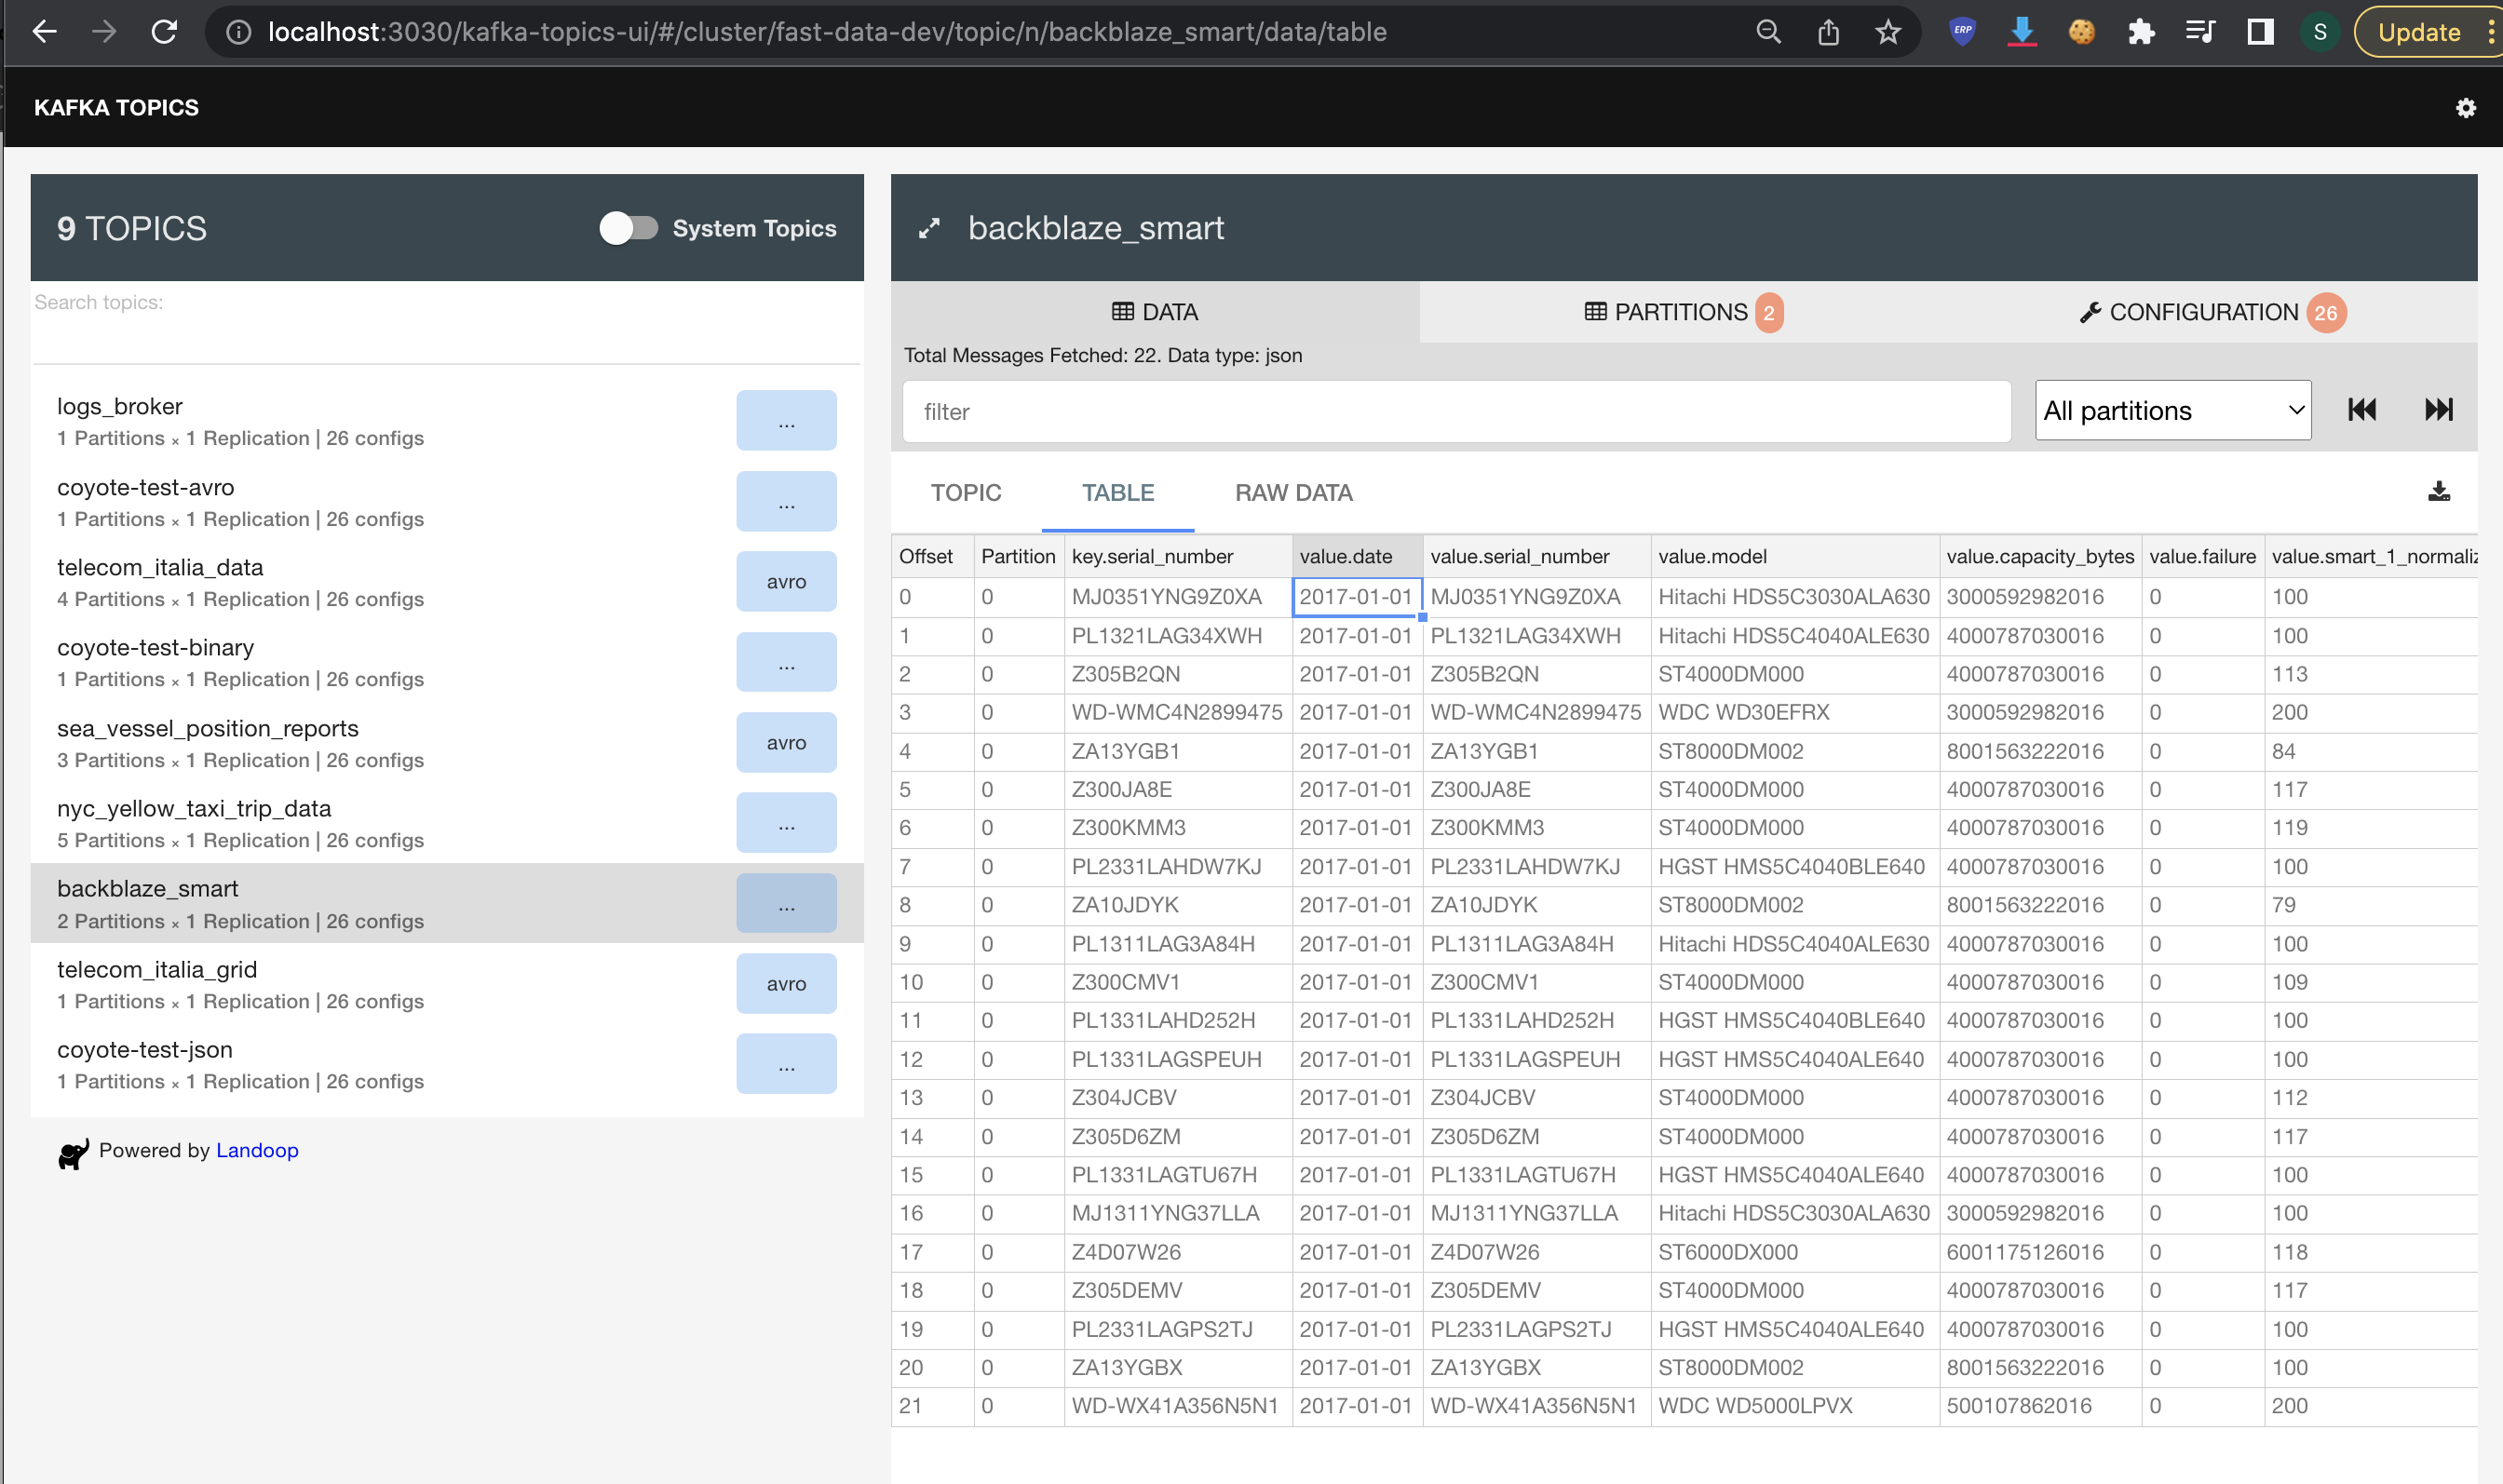 localhost:3030/kafka-topics-ui/#/cluster/fast-data-dev/topic/n/backblaze_smart/data/table
ERP
S
Update
KAFKA TOPICS
9 TOPICS
System Topics
Search topics:
logs_broker
1 Partitions × 1 Replication | 26 configs
...
coyote-test-avro
1 Partitions × 1 Replication | 26 configs
...
telecom_italia_data
4 Partitions × 1 Replication | 26 configs
avro
coyote-test-binary
1 Partitions × 1 Replication | 26 configs
...
sea_vessel_position_reports
3 Partitions × 1 Replication | 26 configs
avro
nyc_yellow_taxi_trip_data
5 Partitions × 1 Replication | 26 configs
...
backblaze_smart
2 Partitions × 1 Replication | 26 configs
...
telecom_italia_grid
1 Partitions × 1 Replication | 26 configs
avro
coyote-test-json
1 Partitions × 1 Replication | 26 configs
...
Powered by Landoop
backblaze_smart
DATA
PARTITIONS 2
CONFIGURATION 26
Total Messages Fetched: 22. Data type: json
filter
All partitions
TOPIC TABLE RAW DATA
Offset Partition key.serial_number value.date value.serial_number value.model value.capacity_bytes value.failure value.smart_1_normaliz
0 0 MJ0351YNG9Z0XA 2017-01-01 MJ0351YNG9Z0XA Hitachi HDS5C3030ALA630 3000592982016 0 100
1 0 PL1321LAG34XWH 2017-01-01 PL1321LAG34XWH Hitachi HDS5C4040ALE630 4000787030016 0 100
2 0 Z305B2QN 2017-01-01 Z305B2QN ST4000DM000 4000787030016 0 113
3 0 WD-WMC4N2899475 2017-01-01 WD-WMC4N2899475 WDC WD30EFRX 3000592982016 0 200
4 0 ZA13YGB1 2017-01-01 ZA13YGB1 ST8000DM002 8001563222016 0 84
5 0 Z300JA8E 2017-01-01 Z300JA8E ST4000DM000 4000787030016 0 117
6 0 Z300KMM3 2017-01-01 Z300KMM3 ST4000DM000 4000787030016 0 119
7 0 PL2331LAHDW7KJ 2017-01-01 PL2331LAHDW7KJ HGST HMS5C4040BLE640 4000787030016 0 100
8 0 ZA10JDYK 2017-01-01 ZA10JDYK ST8000DM002 8001563222016 0 79
9 0 PL1311LAG3A84H 2017-01-01 PL1311LAG3A84H Hitachi HDS5C4040ALE630 4000787030016 0 100
10 0 Z300CMV1 2017-01-01 Z300CMV1 ST4000DM000 4000787030016 0 109
11 0 PL1331LAHD252H 2017-01-01 PL1331LAHD252H HGST HMS5C4040BLE640 4000787030016 0 100
12 0 PL1331LAGSPEUH 2017-01-01 PL1331LAGSPEUH HGST HMS5C4040ALE640 4000787030016 0 100
13 0 Z304JCBV 2017-01-01 Z304JCBV ST4000DM000 4000787030016 0 112
14 0 Z305D6ZM 2017-01-01 Z305D6ZM ST4000DM000 4000787030016 0 117
15 0 PL1331LAGTU67H 2017-01-01 PL1331LAGTU67H HGST HMS5C4040ALE640 4000787030016 0 100
16 0 MJ1311YNG37LLA 2017-01-01 MJ1311YNG37LLA Hitachi HDS5C3030ALA630 3000592982016 0 100
17 0 Z4D07W26 2017-01-01 Z4D07W26 ST6000DX000 6001175126016 0 118
18 0 Z305DEMV 2017-01-01 Z305DEMV ST4000DM000 4000787030016 0 117
19 0 PL2331LAGPS2TJ 2017-01-01 PL2331LAGPS2TJ HGST HMS5C4040ALE640 4000787030016 0 100
20 0 ZA13YGBX 2017-01-01 ZA13YGBX ST8000DM002 8001563222016 0 100
21 0 WD-WX41A356N5N1 2017-01-01 WD-WX41A356N5N1 WDC WD5000LPVX 500107862016 0 200